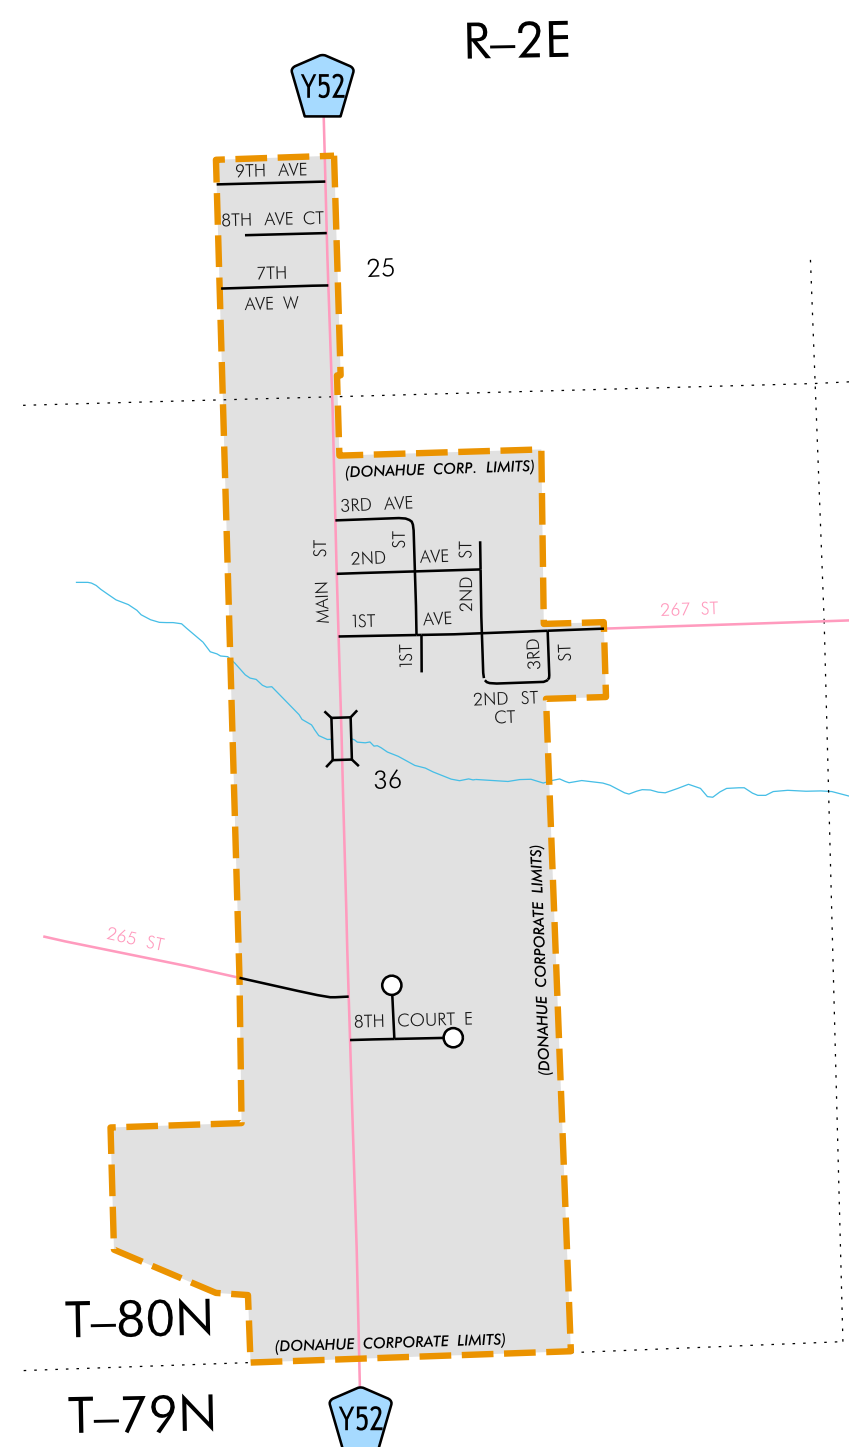 R–2E
Y52
9TH AVE
8TH AVE CT
7TH
AVE W
25
(DONAHUE CORP. LIMITS)
3RD AVE
ST
MAIN ST
2ND AVE
2ND ST
1ST AVE
267 ST
1ST
3RD ST
2ND ST
CT
36
(DONAHUE CORPORATE LIMITS)
265 ST
8TH COURT E
T–80N
(DONAHUE CORPORATE LIMITS)
T–79N
Y52